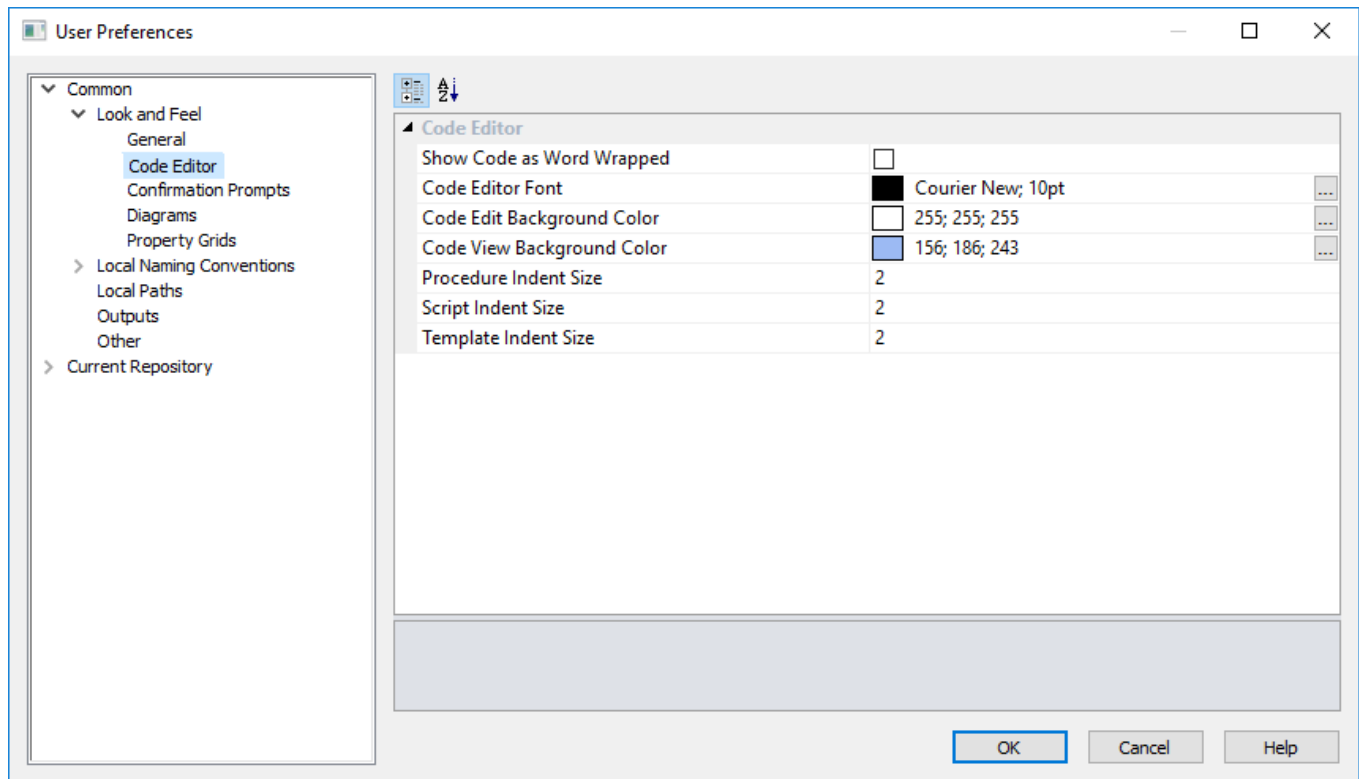 User Preferences
Common
Look and Feel
General
Code Editor
Confirmation Prompts
Diagrams
Property Grids
Local Naming Conventions
Local Paths
Outputs
Other
Current Repository
Code Editor
Show Code as Word Wrapped
Code Editor Font Courier New; 10pt ...
Code Edit Background Color 255; 255; 255 ...
Code View Background Color 156; 186; 243 ...
Procedure Indent Size 2
Script Indent Size 2
Template Indent Size 2
OK Cancel Help